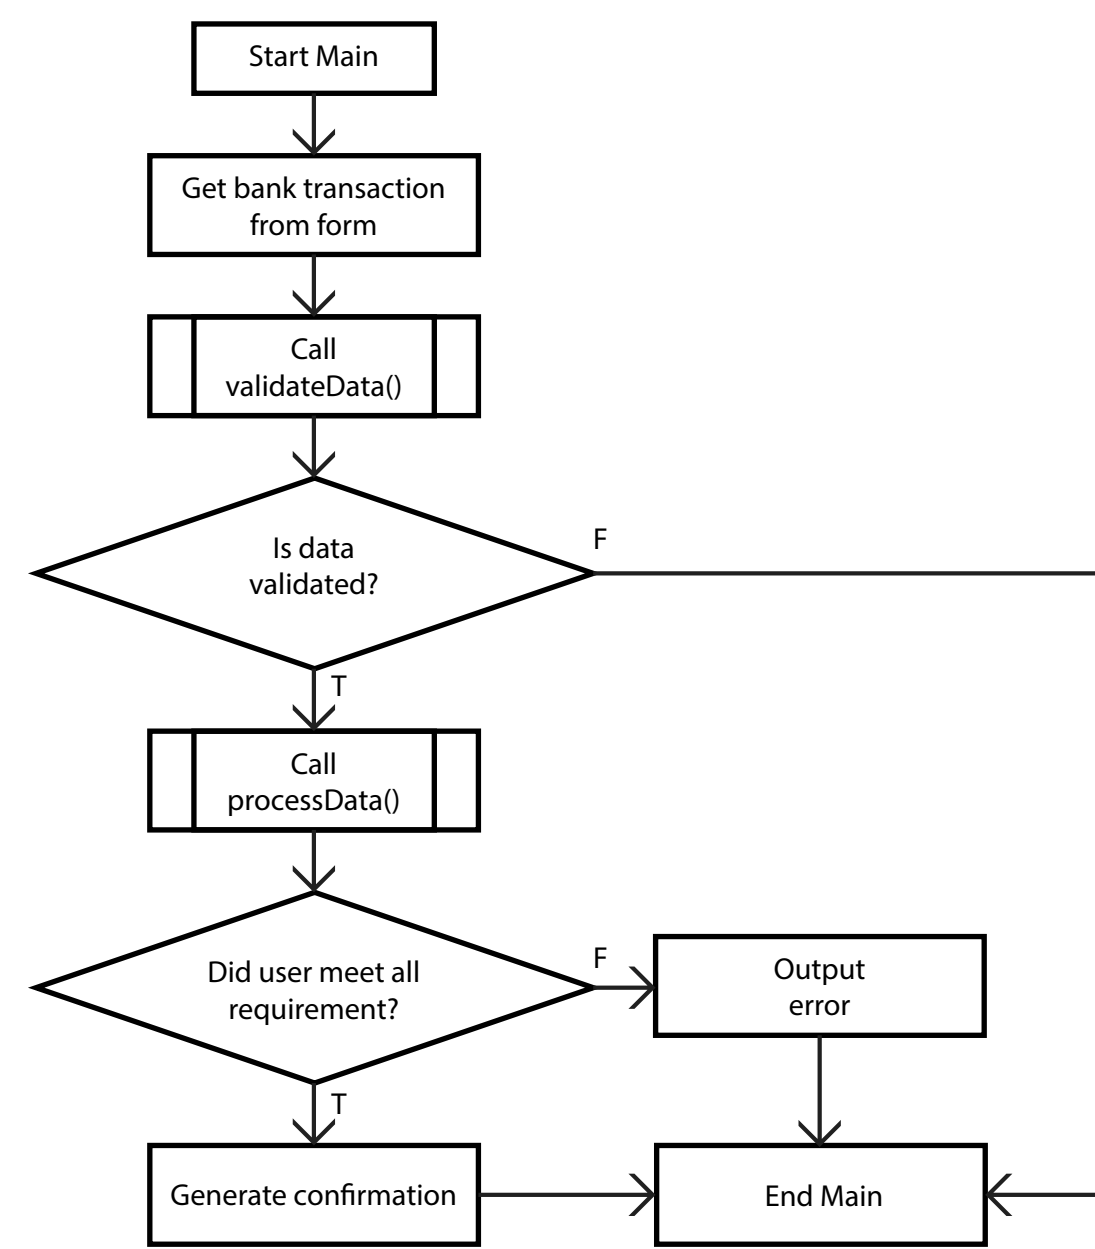 Start Main
Get bank transaction
from form
Call
validateData()
Is data
validated?
F
T
Call
processData()
Did user meet all
requirement?
F
Output
error
T
Generate confirmation
End Main